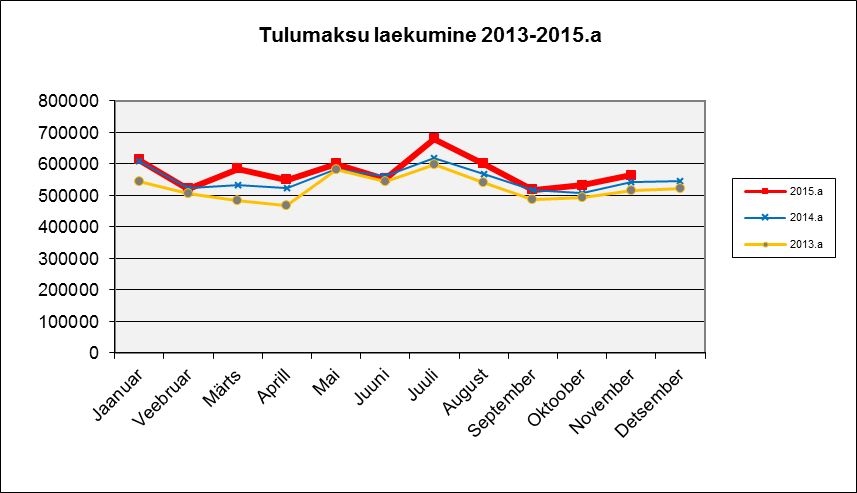 Tulumaksu laekumine 2013-2015.a
800000
700000
600000
500000
400000
300000
200000
100000
0
Jaanuar
Veebruar
Märts
Aprill
Mai
Juuni
Juuli
August
September
Oktoober
November
Detsember
2015.a
2014.a
2013.a